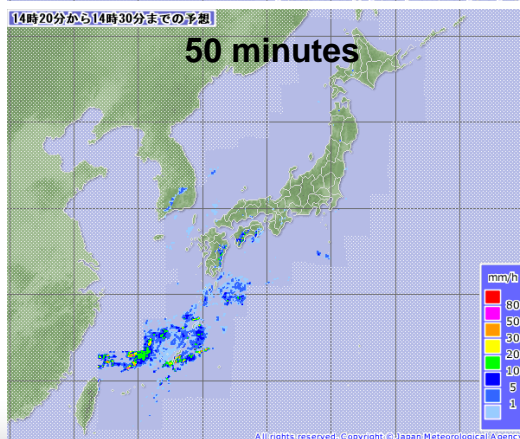 14時20分から14時30分までの予想
50 minutes
mm/h
80
50
30
20
10
5
1
All rights reserved. Copyright © Japan Meteorological Agency